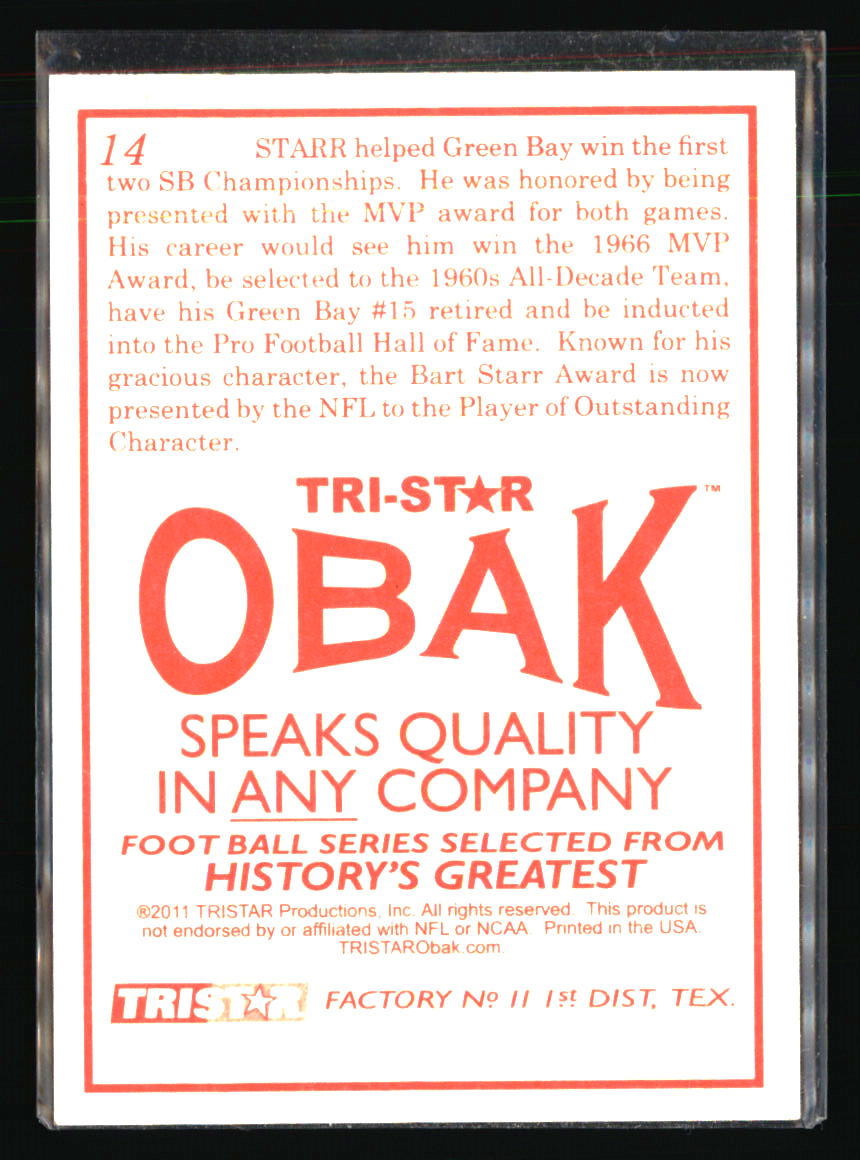 14 STARR helped Green Bay win the first
two SB Championships. He was honored by being
presented with the MVP award for both games.
His career would see him win the 1966 MVP
Award, be selected to the 1960s All-Decade Team,
have his Green Bay #15 retired and be inducted
into the Pro Football Hall of Fame. Known for his
gracious character, the Bart Starr Award is now
presented by the NFL to the Player of Outstanding
Character.
TRI-ST★R
OBAK™
SPEAKS QUALITY
IN ANY COMPANY
FOOT BALL SERIES SELECTED FROM
HISTORY'S GREATEST
®2011 TRISTAR Productions, Inc. All rights reserved. This product is
not endorsed by or affiliated with NFL or NCAA. Printed in the USA.
TRISTARObak.com.
TRIST★R FACTORY Nº 11 1st DIST, TEX.